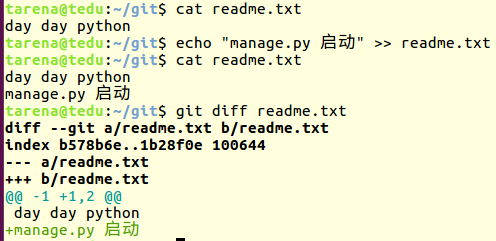 tarena@tedu:~/git$ cat readme.txt
day day python
tarena@tedu:~/git$ echo "manage.py 启动" >> readme.txt
tarena@tedu:~/git$ cat readme.txt
day day python
manage.py 启动
tarena@tedu:~/git$ git diff readme.txt
diff --git a/readme.txt b/readme.txt
index b578b6e..1b28f0e 100644
--- a/readme.txt
+++ b/readme.txt
@@ -1 +1,2 @@
 day day python
+manage.py 启动